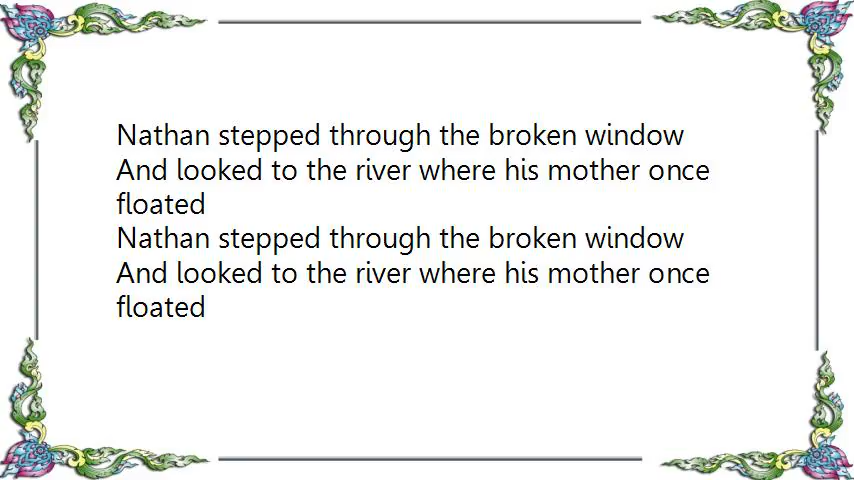 Nathan stepped through the broken window
And looked to the river where his mother once
floated
Nathan stepped through the broken window
And looked to the river where his mother once
floated